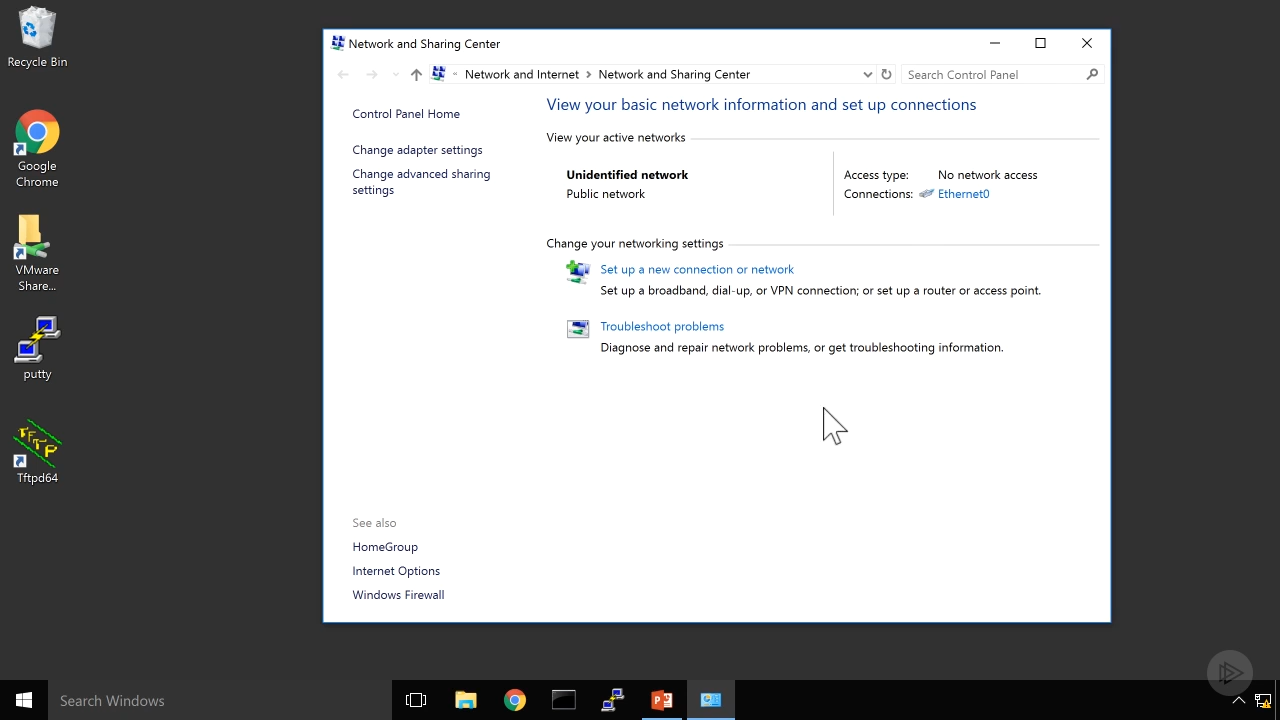 Recycle Bin
Google
Chrome
VMware
Share...
putty
TFTP
Tftpd64
Network and Sharing Center
« Network and Internet > Network and Sharing Center
Search Control Panel
Control Panel Home
Change adapter settings
Change advanced sharing
settings
View your basic network information and set up connections
View your active networks
Unidentified network
Public network
Access type: No network access
Connections: Ethernet0
Change your networking settings
Set up a new connection or network
Set up a broadband, dial-up, or VPN connection; or set up a router or access point.
Troubleshoot problems
Diagnose and repair network problems, or get troubleshooting information.
See also
HomeGroup
Internet Options
Windows Firewall
Search Windows